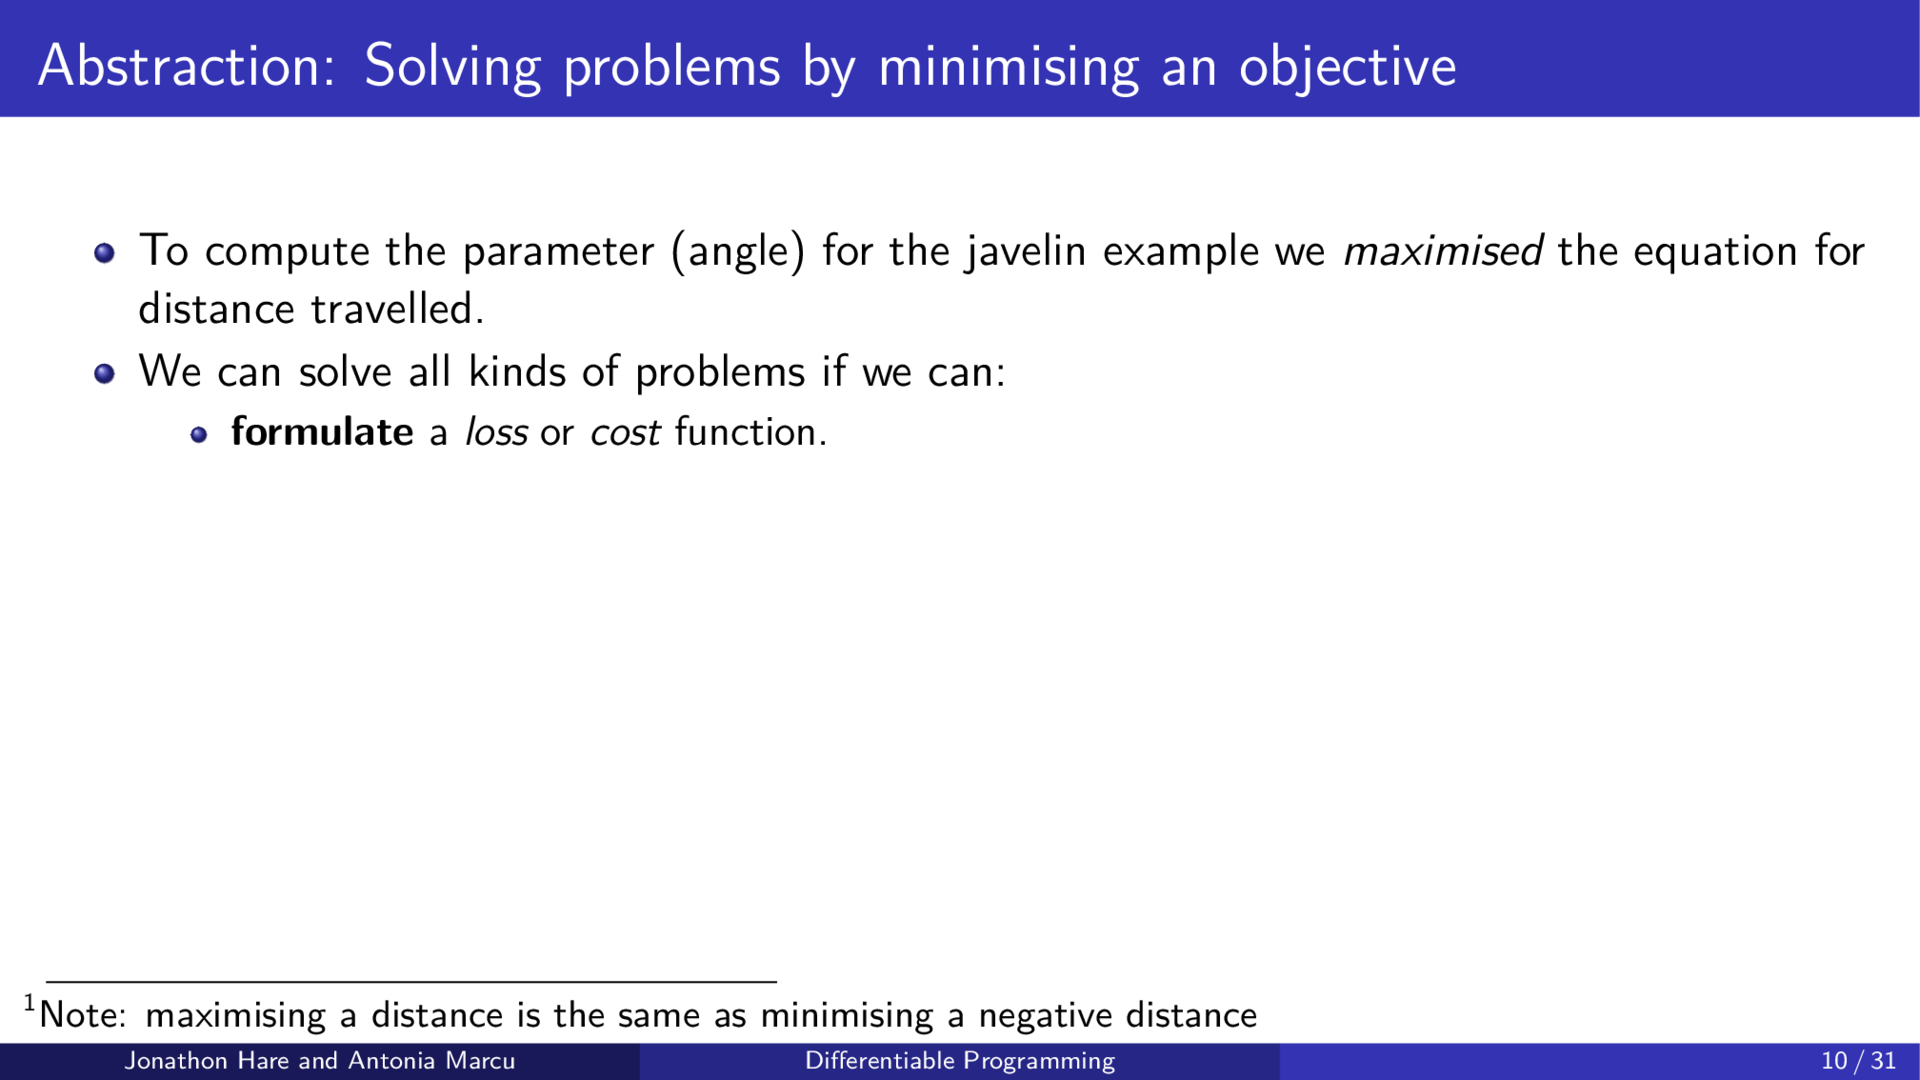 Abstraction: Solving problems by minimising an objective
To compute the parameter (angle) for the javelin example we maximised the equation for
distance travelled.
We can solve all kinds of problems if we can:
formulate a loss or cost function.
1Note: maximising a distance is the same as minimising a negative distance
Jonathon Hare and Antonia Marcu
Differentiable Programming
10 / 31